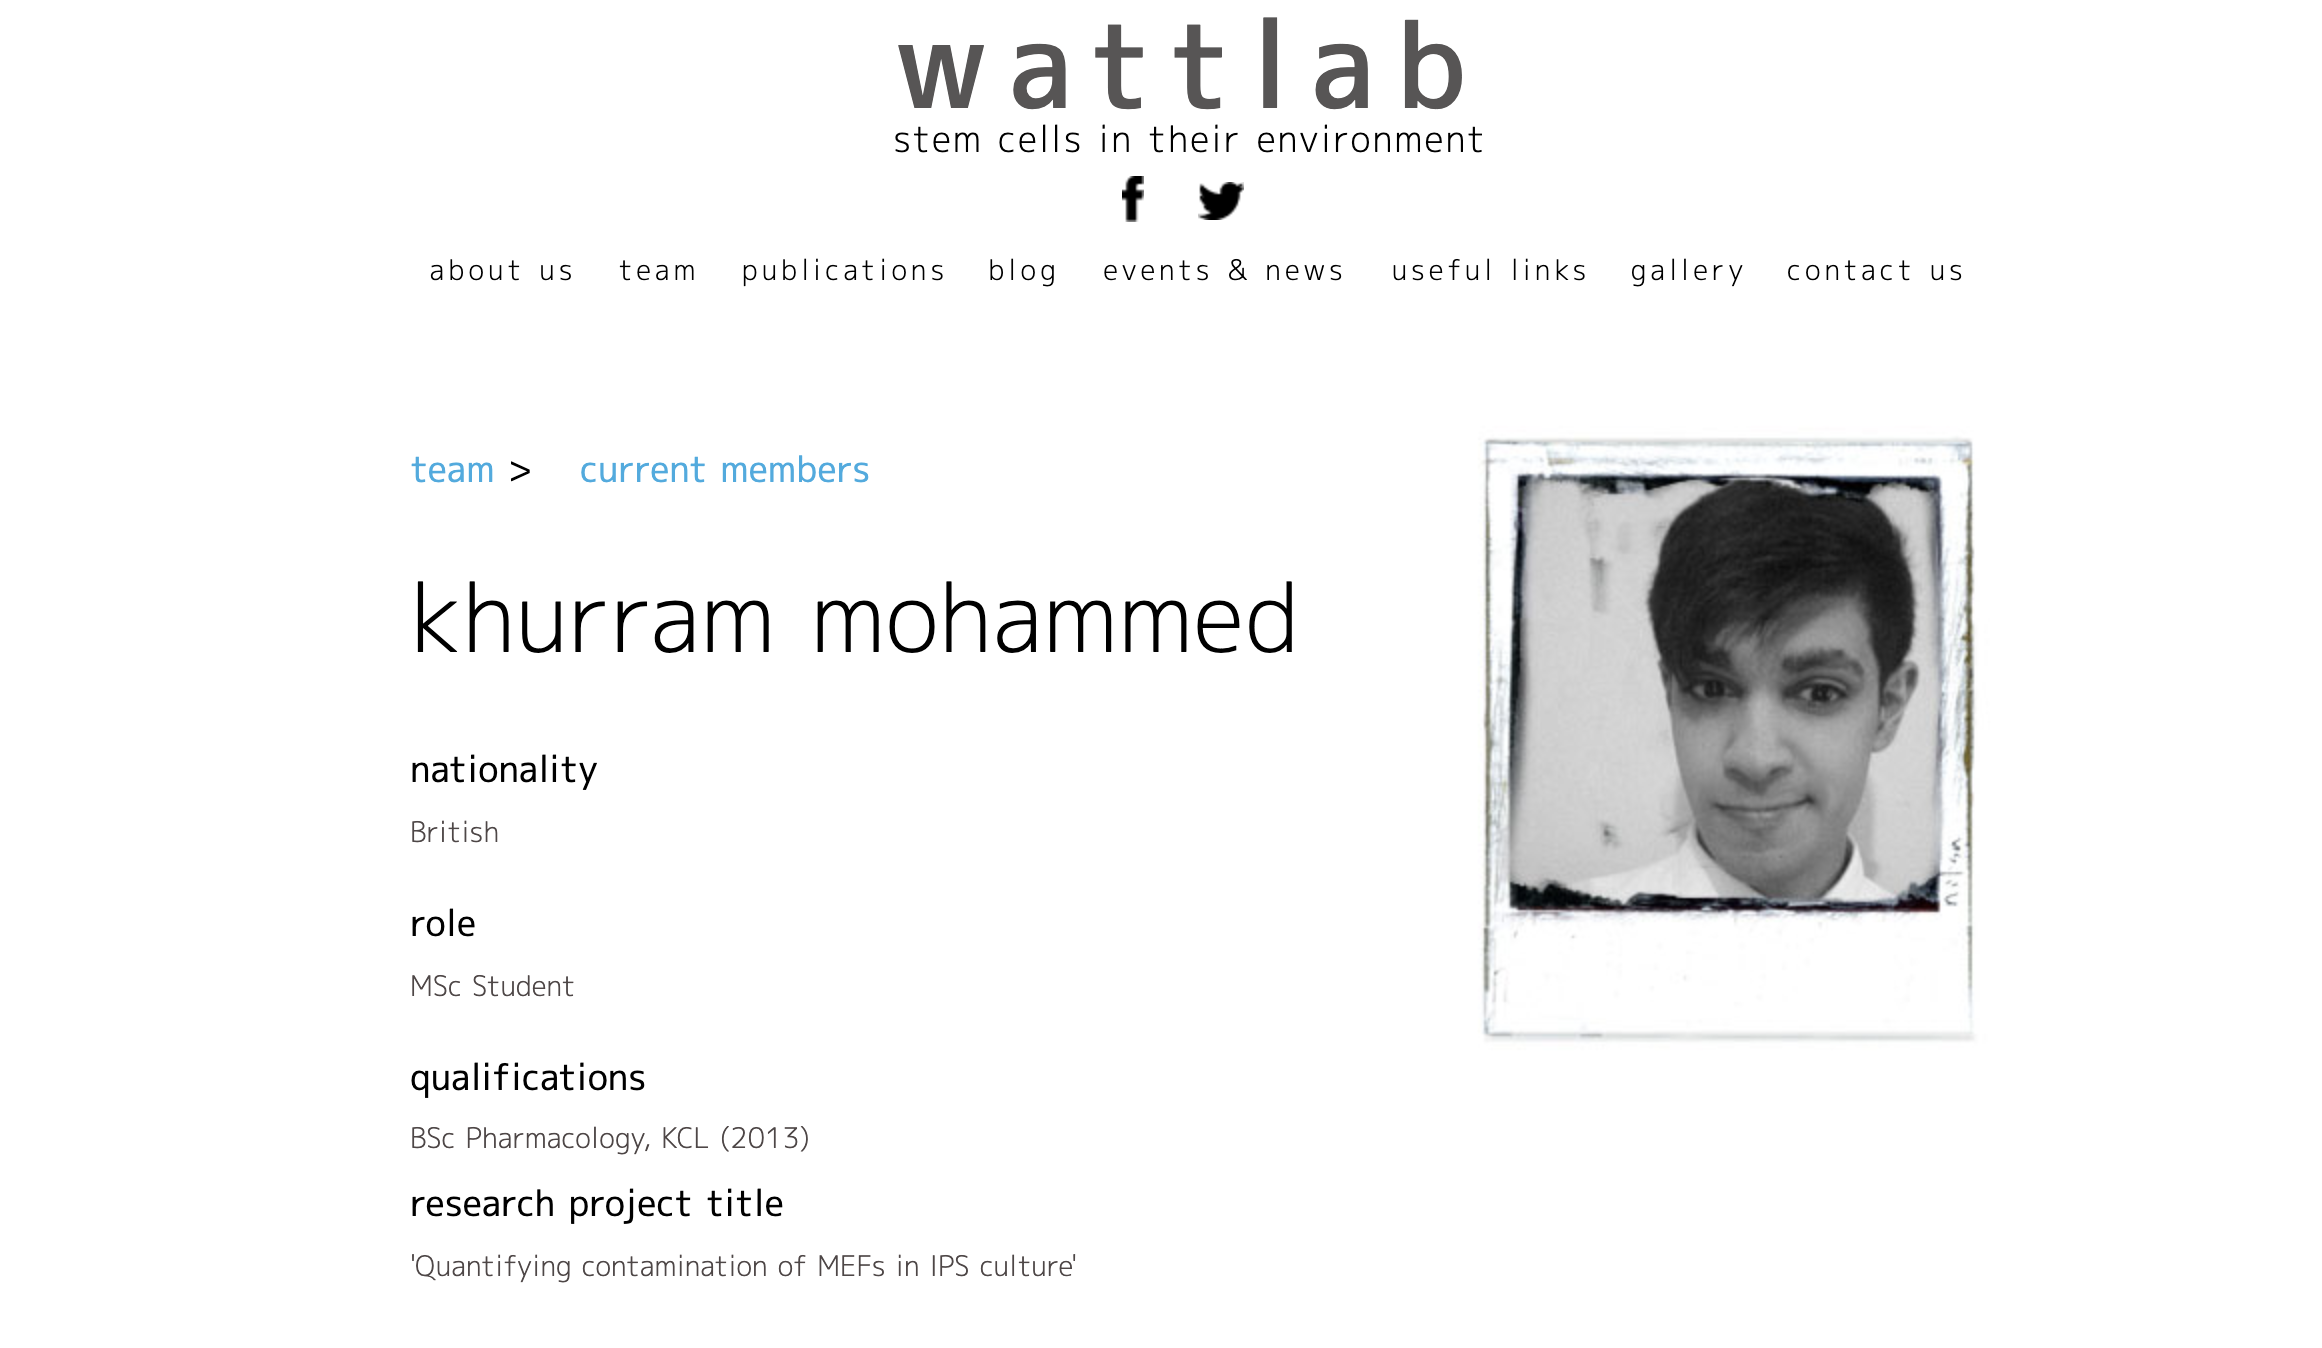 wattlab
stem cells in their environment
about us team publications blog events & news useful links gallery contact us
team > current members
khurram mohammed
nationality
British
role
MSc Student
qualifications
BSc Pharmacology, KCL (2013)
research project title
'Quantifying contamination of MEFs in IPS culture'